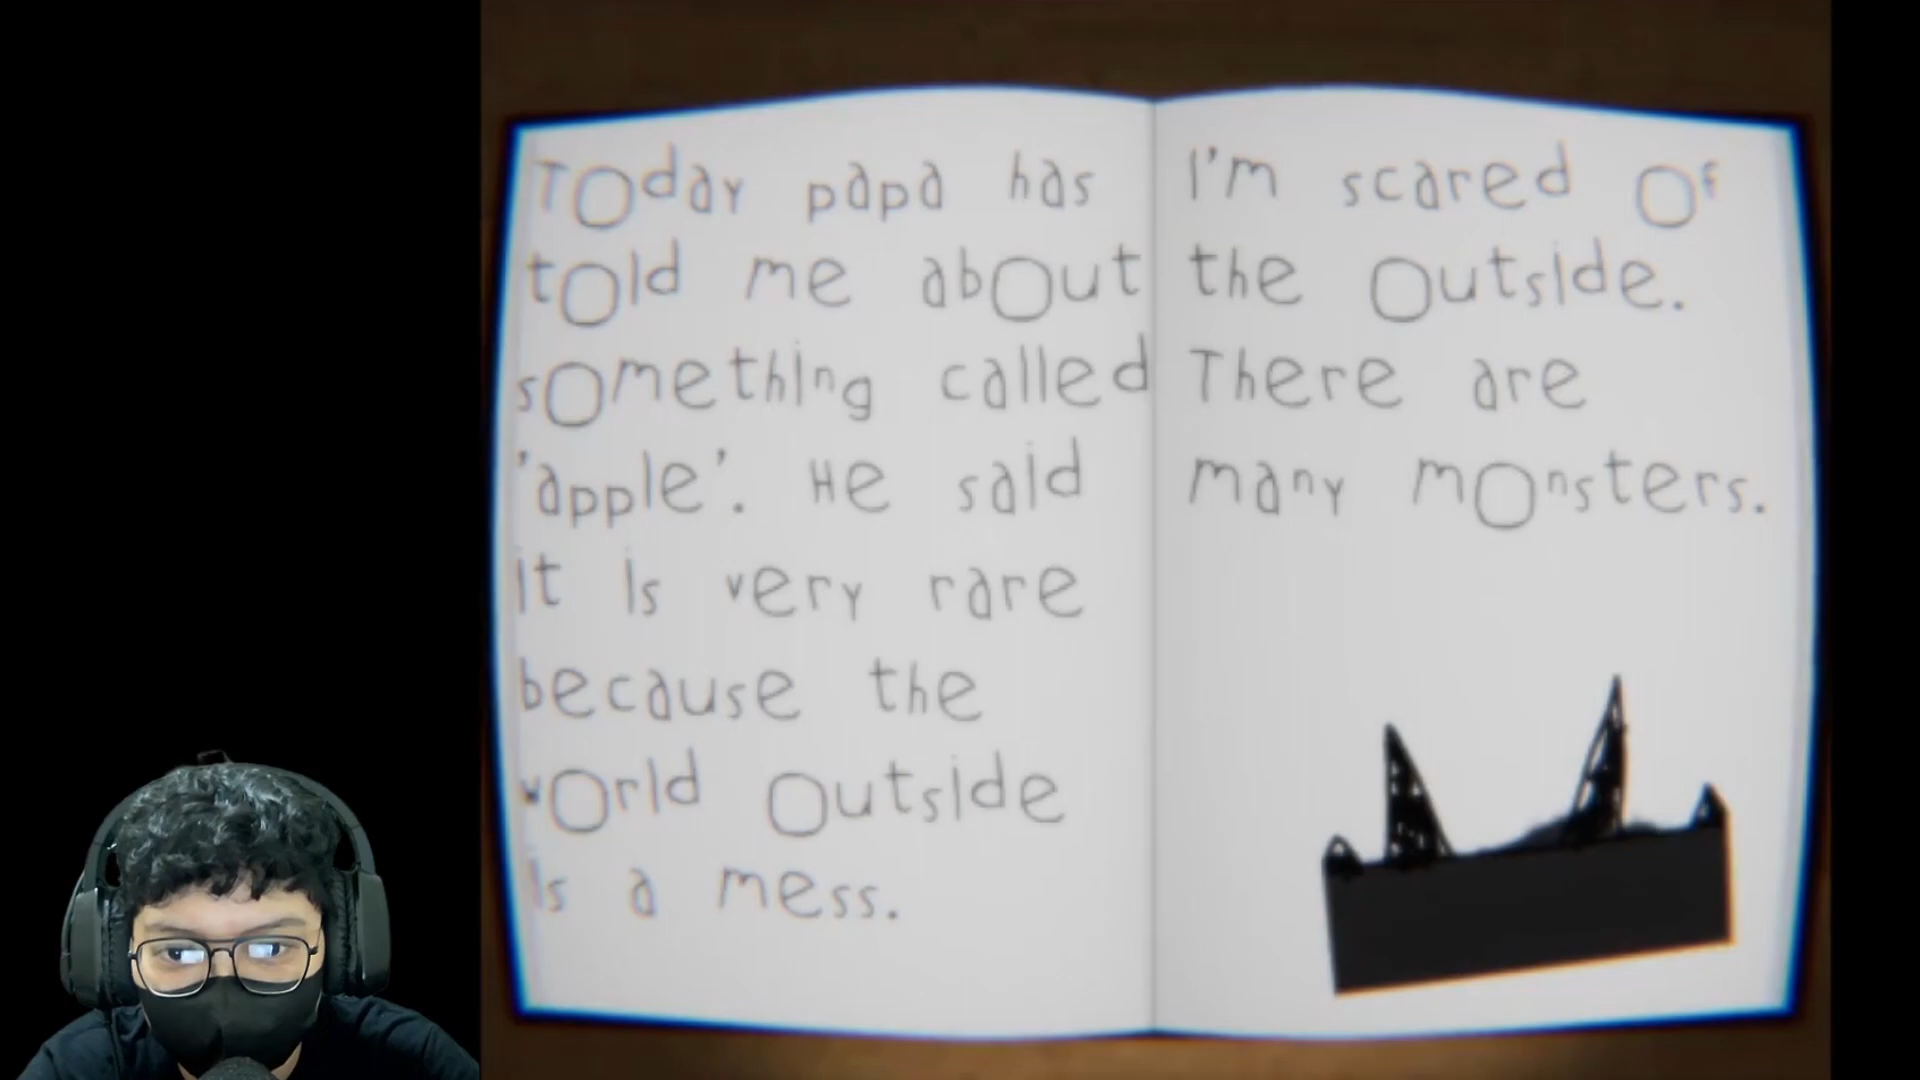 Today papa has
told me about
something called
'apple'. He said
it is very rare
because the
world outside
is a mess.
I'm scared of
the outside.
There are
many monsters.